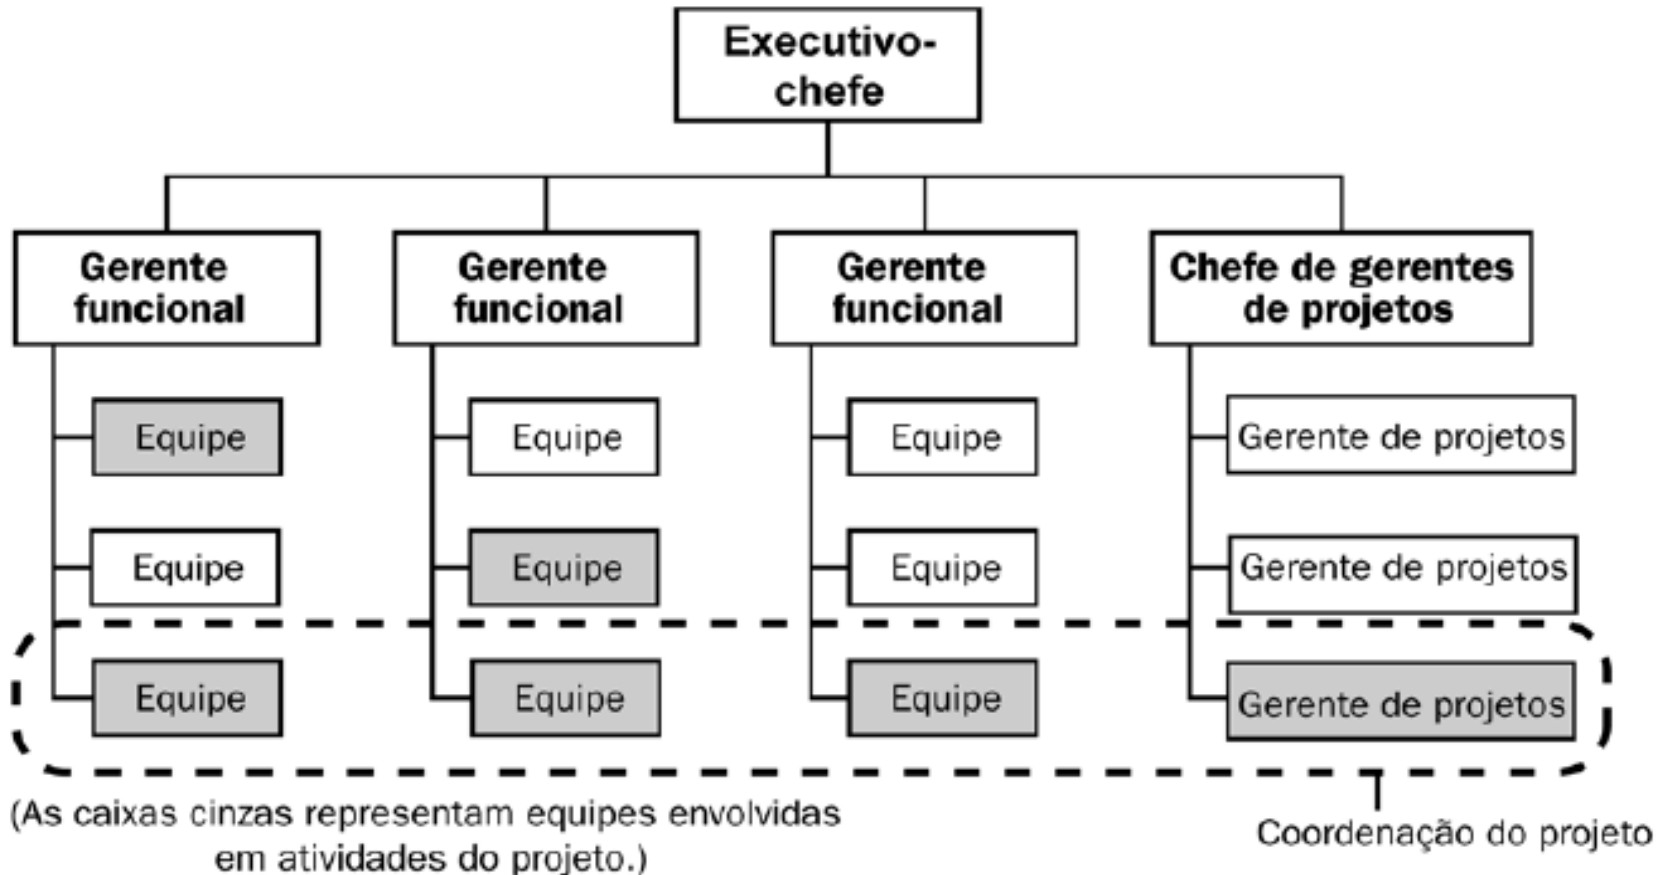 Executivo-
chefe
Gerente
funcional
Gerente
funcional
Gerente
funcional
Chefe de gerentes
de projetos
Equipe
Equipe
Equipe
Gerente de projetos
Equipe
Equipe
Equipe
Gerente de projetos
Equipe
Equipe
Equipe
Gerente de projetos
(As caixas cinzas representam equipes envolvidas
em atividades do projeto.)
Coordenação do projeto